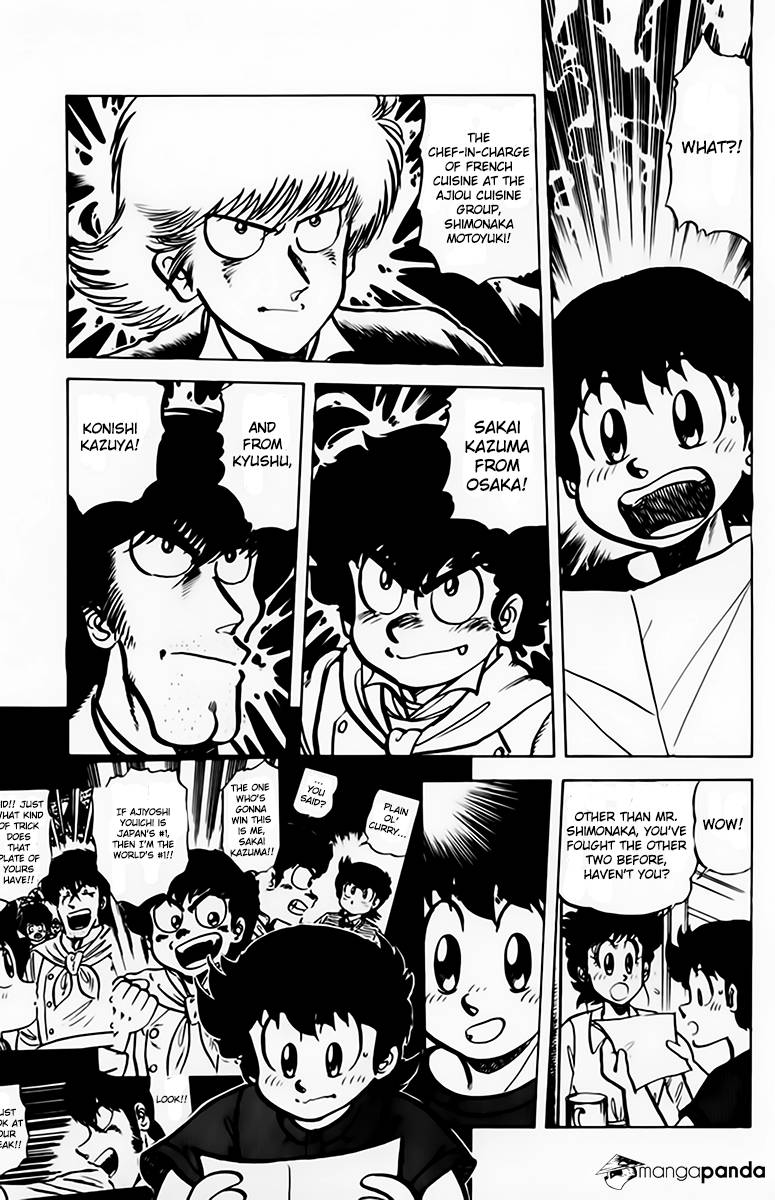 WHAT?!
THE
CHEF-IN-CHARGE
OF FRENCH
CUISINE AT THE
AJIOU CUISINE
GROUP,
SHIMONAKA
MOTOYUKI!
SAKAI
KAZUMA
FROM
OSAKA!
AND
FROM
KYUSHU,
KONISHI
KAZUYA!
WOW!
OTHER THAN MR.
SHIMONAKA, YOU'VE
FOUGHT THE OTHER
TWO BEFORE,
HAVEN'T YOU?
PLAIN
OL'
CURRY...
...
YOU
SAID?
THE ONE
WHO'S
GONNA
WIN THIS
IS ME,
SAKAI
KAZUMA!!
IF AJIYOSHI
YOUICHI IS
JAPAN'S #1,
THEN I'M THE
WORLD'S #1!!
JUST
KIND
OF TRICK
DOES
THAT
PLATE OF
YOURS
HAVE!!
LOOK!!
AT
mangapanda